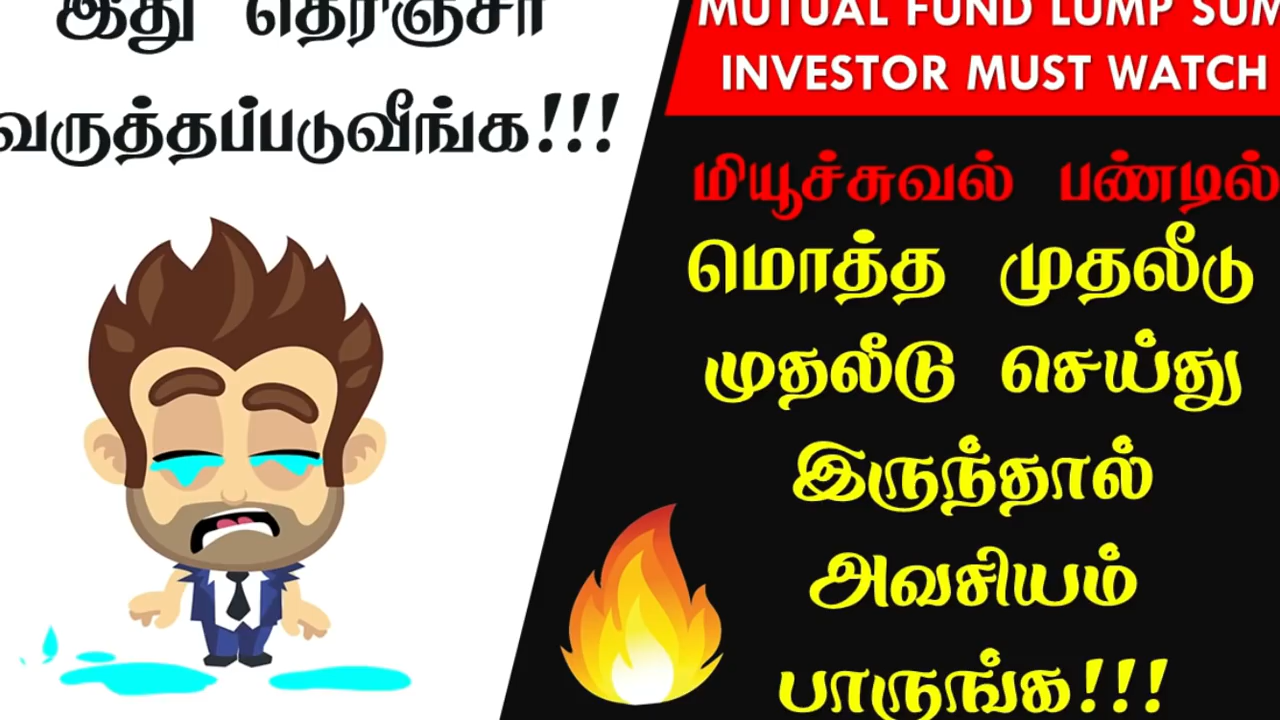 இது தெரிஞ்சா
வருத்தப்படுவீங்க!!!
MUTUAL FUND LUMP SUM
INVESTOR MUST WATCH
மியூச்சுவல் பண்டில்
மொத்த முதலீடு
முதலீடு செய்து
இருந்தால்
அவசியம்
பாருங்க!!!